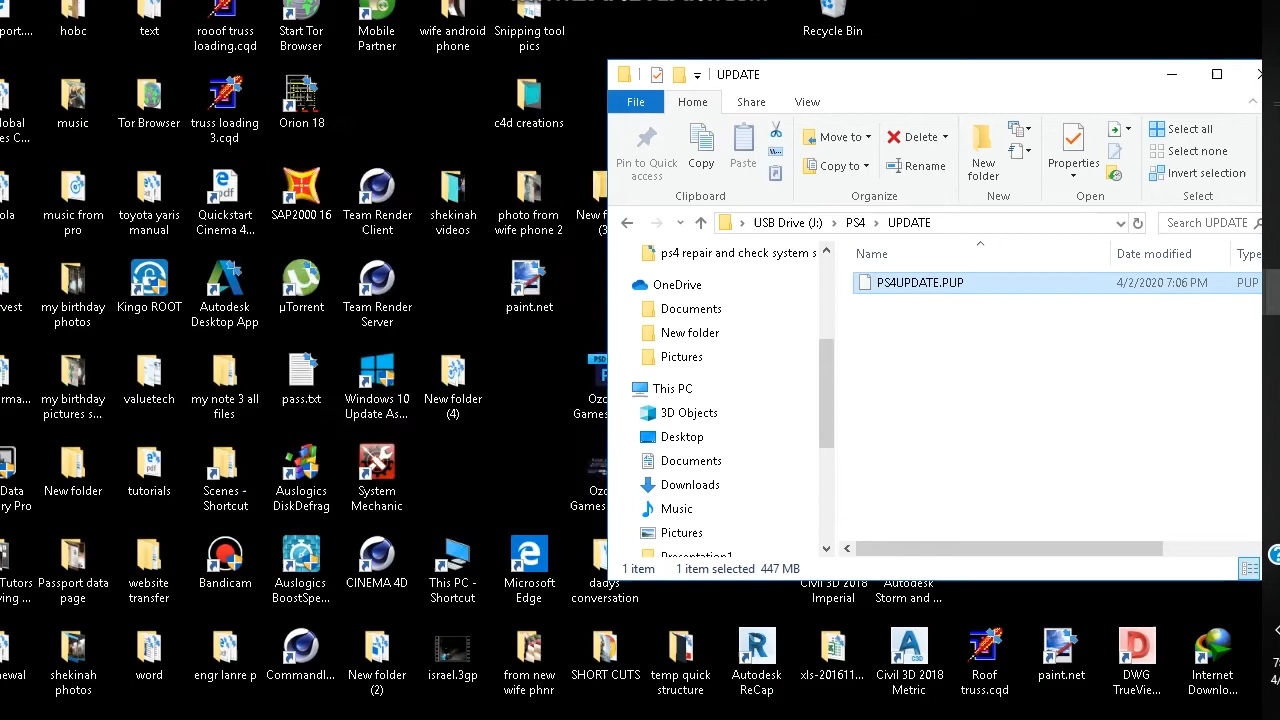 hobc
text
rooof truss
loading.cqd
Start Tor
Browser
Mobile
Partner
wife android
phone
Snipping tool
pics
Recycle Bin
music
Tor Browser
truss loading
3.cqd
Orion 18
c4d creations
music from
pro
toyota yaris
manual
Quickstart
Cinema 4...
SAP2000 16
Team Render
Client
shekinah
videos
photo from
wife phone 2
New f
my birthday
photos
Kingo ROOT
Autodesk
Desktop App
µTorrent
Team Render
Server
paint.net
my birthday
pictures s...
valuetech
my note 3 all
files
pass.txt
Windows 10
Update As...
New folder
(4)
Games
New folder
tutorials
Scenes -
Shortcut
Auslogics
DiskDefrag
System
Mechanic
Games
Data
ry Pro
Passport data
page
website
transfer
Bandicam
Auslogics
BoostSpe...
CINEMA 4D
This PC -
Shortcut
Microsoft
Edge
dadys
conversation
Civil 3D 2018
Imperial
Autodesk
Storm and ...
shekinah
photos
word
engr lanre p
CommandL...
New folder
(2)
israel.3gp
from new
wife phnr
SHORT CUTS
temp quick
structure
Autodesk
ReCap
xls-201611...
Civil 3D 2018
Metric
Roof
truss.cqd
paint.net
DWG
TrueVie...
Internet
Downlo...
UPDATE
File
Home
Share
View
Pin to Quick
access
Copy
Paste
Move to
Copy to
Delete
Rename
New
folder
Properties
Select all
Select none
Invert selection
Clipboard
Organize
New
Open
Select
USB Drive (J:)
PS4
UPDATE
Search UPDATE
ps4 repair and check system s
OneDrive
Documents
New folder
Pictures
This PC
3D Objects
Desktop
Documents
Downloads
Music
Pictures
Presentation1
Name
Date modified
Type
PS4UPDATE.PUP
4/2/2020 7:06 PM
PUP
1 item
1 item selected 447 MB